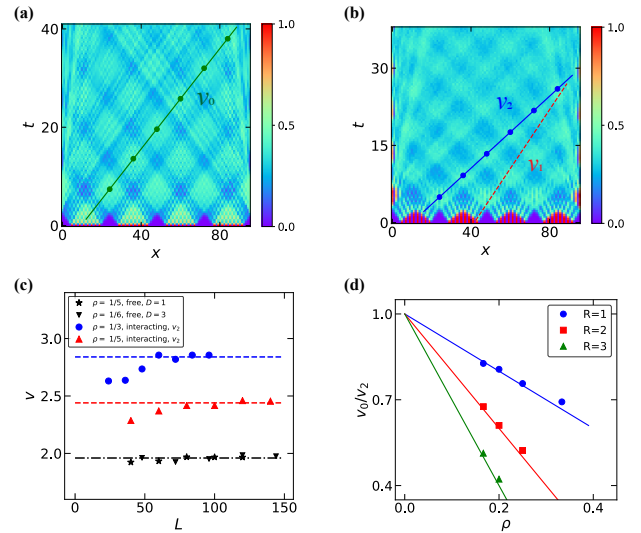 (a)
40
20
0
t
0
40
80
x
v₀
1.0
0.5
0.0
(b)
30
15
0
t
0
40
80
x
v₂
v₁
1.0
0.5
0.0
(c)
ρ = 1/5, free, D = 1
ρ = 1/6, free, D = 3
ρ = 1/3, interacting, v₂
ρ = 1/5, interacting, v₂
3.0
2.5
2.0
v
0
50
100
150
L
(d)
R=1
R=2
R=3
1.0
0.7
0.4
v₀/v₂
0.0
0.2
0.4
ρ